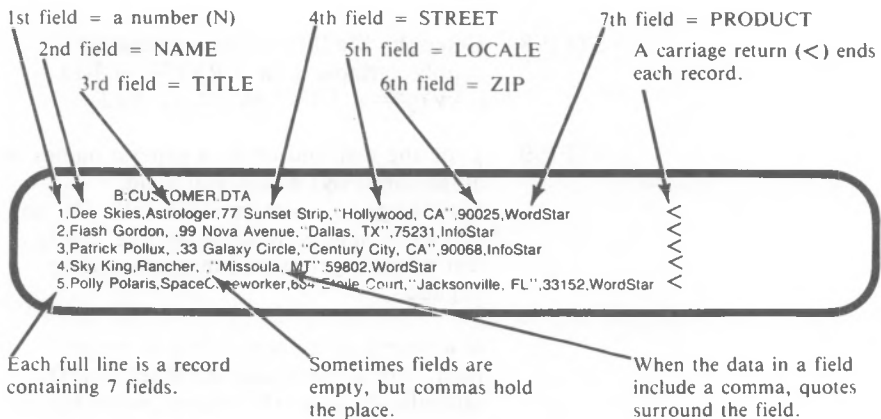 1st field = a number (N)
2nd field = NAME
3rd field = TITLE
4th field = STREET
5th field = LOCALE
6th field = ZIP
7th field = PRODUCT
A carriage return (<) ends
each record.
B:CUSTOMER.DTA
1,Dee Skies,Astrologer,77 Sunset Strip,"Hollywood, CA",90025,WordStar <
2,Flash Gordon, ,99 Nova Avenue,"Dallas, TX",75231,InfoStar <
3,Patrick Pollux, ,33 Galaxy Circle,"Century City, CA",90068,InfoStar <
4,Sky King,Rancher, ,"Missoula, MT",59802,WordStar <
5,Polly Polaris, Court,"Jacksonville, FL",33152,WordStar <
Each full line is a record
containing 7 fields.
Sometimes fields are
empty, but commas hold
the place.
When the data in a field
include a comma, quotes
surround the field.